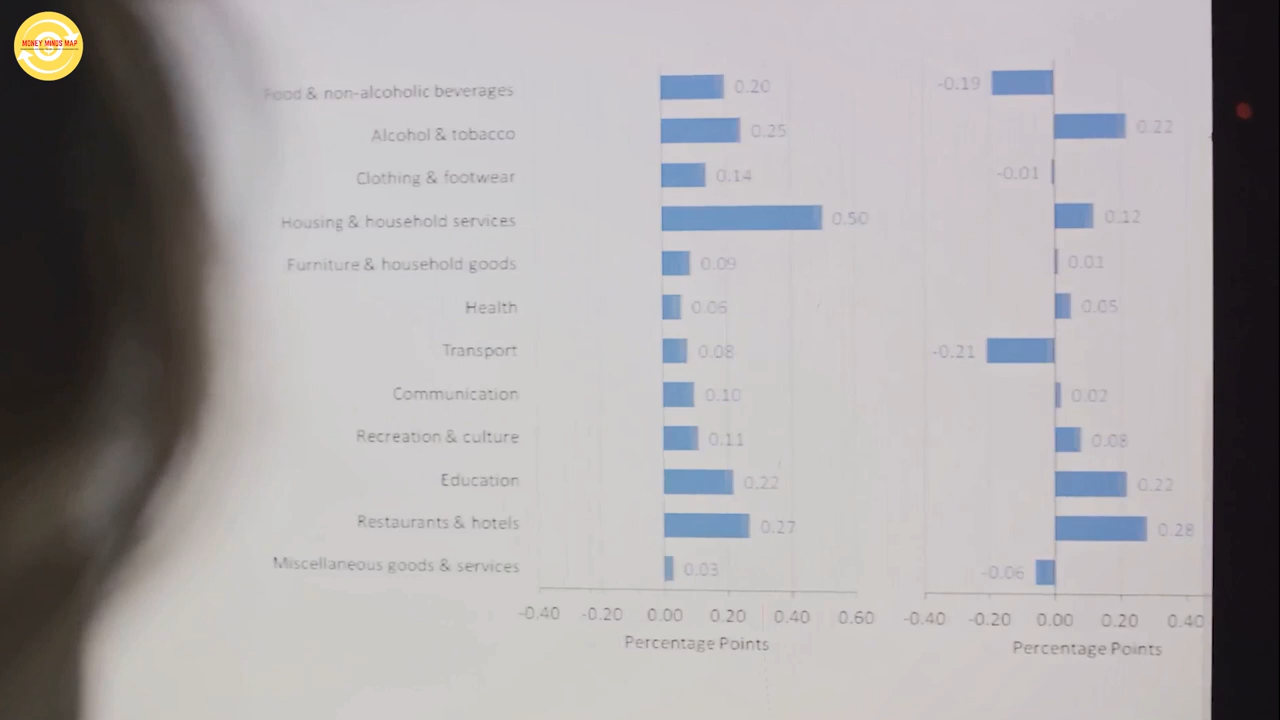 MONEY MINDS MAP
Food & non-alcoholic beverages 0.20 -0.19
Alcohol & tobacco 0.25 0.22
Clothing & footwear 0.14 -0.01
Housing & household services 0.50 0.12
Furniture & household goods 0.09 0.01
Health 0.06 0.05
Transport 0.08 -0.21
Communication 0.10 0.02
Recreation & culture 0.11 0.08
Education 0.22 0.22
Restaurants & hotels 0.27 0.28
Miscellaneous goods & services 0.03 -0.06
-0.40 -0.20 0.00 0.20 0.40 0.60 -0.40 -0.20 0.00 0.20 0.40
Percentage Points Percentage Points